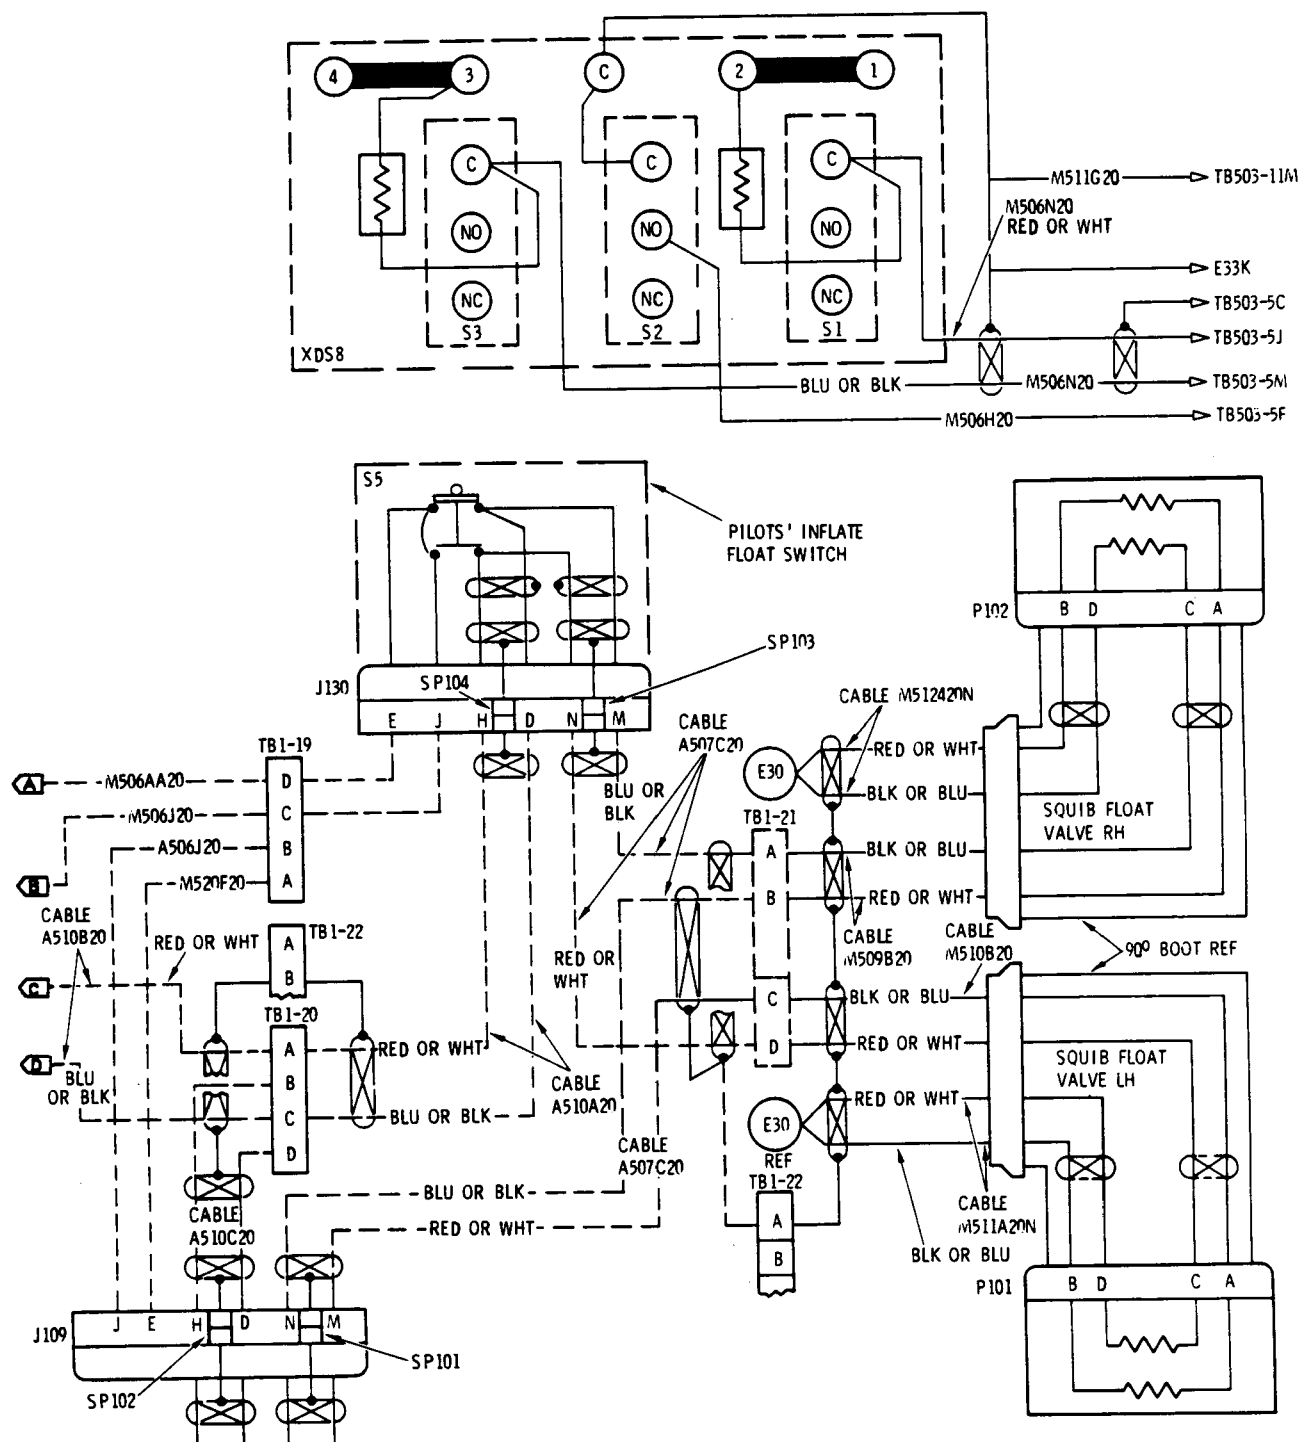 4 3 C 2 1
C C C
M511G20 TB503-11M
M506N20
RED OR WHT
NO NO NO
E33K
NC NC NC
TB503-5C
S3 S2 S1
TB503-5J
XDS8
BLU OR BLK M506N20 TB503-5M
M506H20 TB503-5F
S5
PILOTS' INFLATE
FLOAT SWITCH
P102 B D C A
SP103
J130 SP104
E J H D N M
CABLE M512420N
CABLE
A507C20
RED OR WHT
TB1-19
A M506AA20 D
E30
BLU OR
BLK
BLK OR BLU
SQUIB FLOAT
VALVE RH
M506J20 C
TB1-21
A506J20 B
A BLK OR BLU
B M520F20 A
B RED OR WHT
CABLE
A510B20
RED OR WHT
TB1-22
A
B
CABLE
M509B20
CABLE
M510B20
90º BOOT REF
RED OR
WHT
C
C BLK OR BLU
TB1-20
A RED OR WHT
D RED OR WHT
SQUIB FLOAT
VALVE LH
D
BLU
OR BLK
B
C BLU OR BLK
D
CABLE
A510A20
RED OR WHT
E30
REF
CABLE
A507C20
TB1-22
BLU OR BLK
CABLE
A510C20
RED OR WHT
A
B
CABLE
M511A20N
BLK OR BLU
P101 B D C A
J109 J E H D N M
SP101
SP102